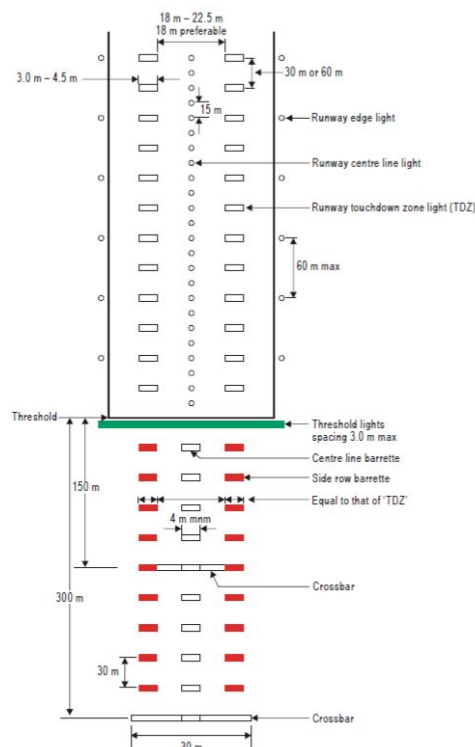 18 m – 22.5 m
18 m preferable
3.0 m – 4.5 m
30 m or 60 m
15 m
Runway edge light
Runway centre line light
Runway touchdown zone light (TDZ)
60 m max
Threshold
Threshold lights
spacing 3.0 m max
Centre line barrette
Side row barrette
150 m
Equal to that of ‘TDZ’
4 m mnm
Crossbar
300 m
30 m
Crossbar
30 m